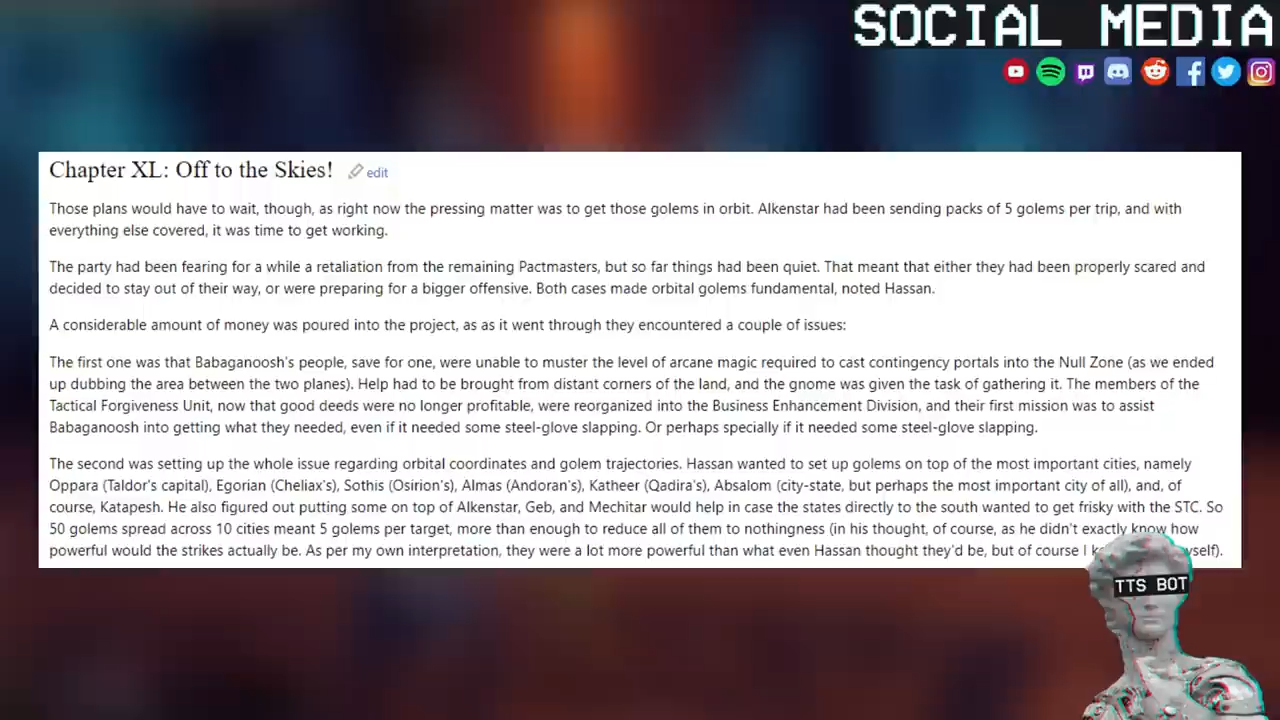 SOCIAL MEDIA
Chapter XL: Off to the Skies! edit
Those plans would have to wait, though, as right now the pressing matter was to get those golems in orbit. Alkenstar had been sending packs of 5 golems per trip, and with
everything else covered, it was time to get working.
The party had been fearing for a while a retaliation from the remaining Pactmasters, but so far things had been quiet. That meant that either they had been properly scared and
decided to stay out of their way, or were preparing for a bigger offensive. Both cases made orbital golems fundamental, noted Hassan.
A considerable amount of money was poured into the project, as as it went through they encountered a couple of issues:
The first one was that Babaganoosh's people, save for one, were unable to muster the level of arcane magic required to cast contingency portals into the Null Zone (as we ended
up dubbing the area between the two planes). Help had to be brought from distant corners of the land, and the gnome was given the task of gathering it. The members of the
Tactical Forgiveness Unit, now that good deeds were no longer profitable, were reorganized into the Business Enhancement Division, and their first mission was to assist
Babaganoosh into getting what they needed, even if it needed some steel-glove slapping. Or perhaps specially if it needed some steel-glove slapping.
The second was setting up the whole issue regarding orbital coordinates and golem trajectories. Hassan wanted to set up golems on top of the most important cities, namely
Oppara (Taldor's capital), Egorian (Cheliax's), Sothis (Osirion's), Almas (Andoran's), Katheer (Qadira's), Absalom (city-state, but perhaps the most important city of all), and, of
course, Katapesh. He also figured out putting some on top of Alkenstar, Geb, and Mechitar would help in case the states directly to the south wanted to get frisky with the STC. So
50 golems spread across 10 cities meant 5 golems per target, more than enough to reduce all of them to nothingness (in his thought, of course, as he didn't exactly know how
powerful would the strikes actually be. As per my own interpretation, they were a lot more powerful than what even Hassan thought they'd be, but of course I
TTS BOT